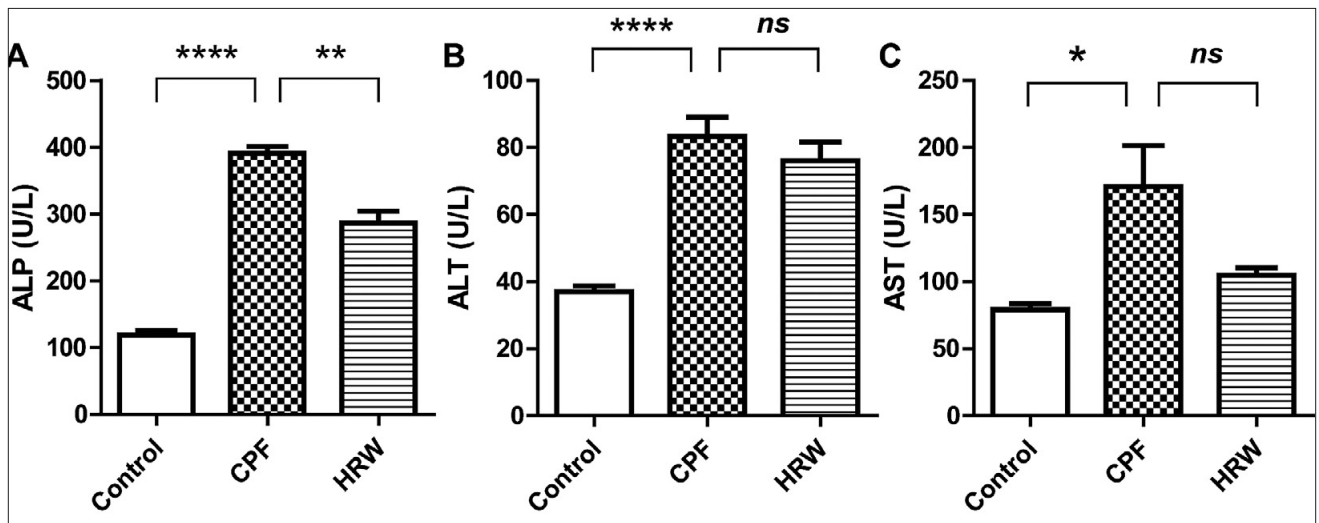 A
**** **
500
400
300
200
100
0
ALP (U/L)
Control CPF HRW
B
**** ns
100
80
60
40
20
0
ALT (U/L)
Control CPF HRW
C
* ns
250
200
150
100
50
0
AST (U/L)
Control CPF HRW